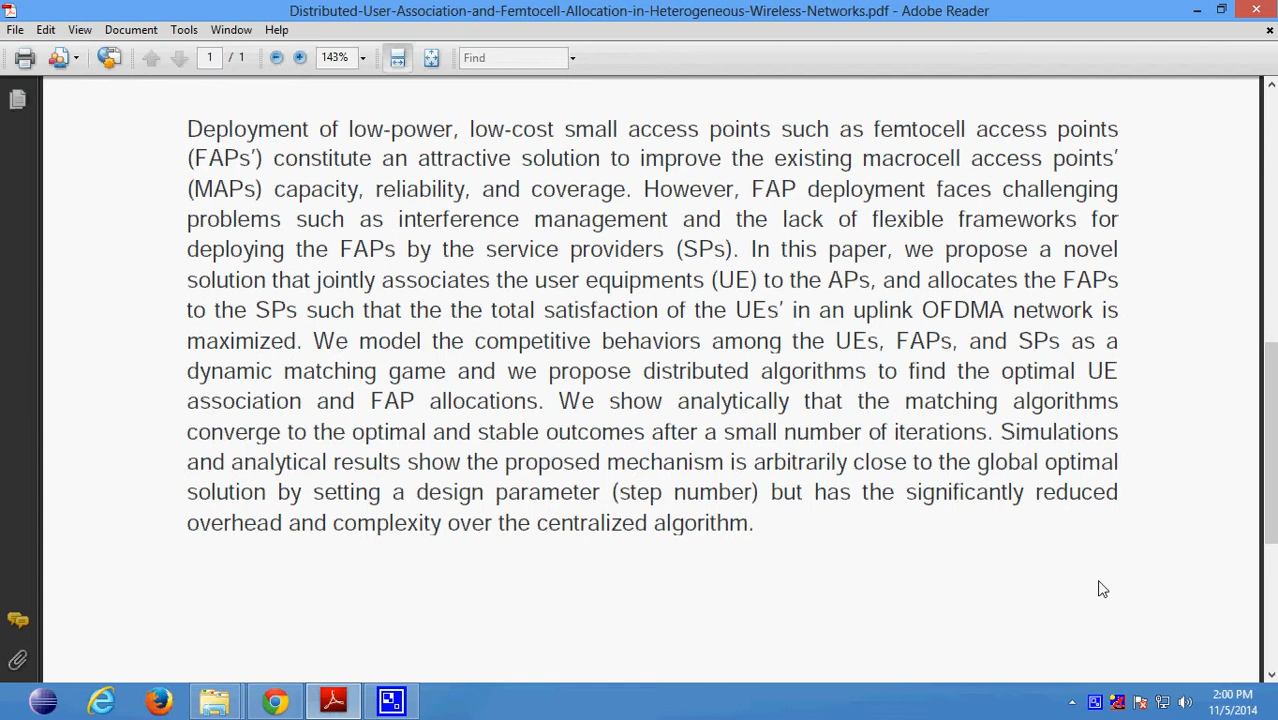 Distributed-User-Association-and-Femtocell-Allocation-in-Heterogeneous-Wireless-Networks.pdf - Adobe Reader
File Edit View Document Tools Window Help
1 / 1 143% Find
Deployment of low-power, low-cost small access points such as femtocell access points
(FAPs’) constitute an attractive solution to improve the existing macrocell access points’
(MAPs) capacity, reliability, and coverage. However, FAP deployment faces challenging
problems such as interference management and the lack of flexible frameworks for
deploying the FAPs by the service providers (SPs). In this paper, we propose a novel
solution that jointly associates the user equipments (UE) to the APs, and allocates the FAPs
to the SPs such that the the total satisfaction of the UEs’ in an uplink OFDMA network is
maximized. We model the competitive behaviors among the UEs, FAPs, and SPs as a
dynamic matching game and we propose distributed algorithms to find the optimal UE
association and FAP allocations. We show analytically that the matching algorithms
converge to the optimal and stable outcomes after a small number of iterations. Simulations
and analytical results show the proposed mechanism is arbitrarily close to the global optimal
solution by setting a design parameter (step number) but has the significantly reduced
overhead and complexity over the centralized algorithm.
2:00 PM
11/5/2014